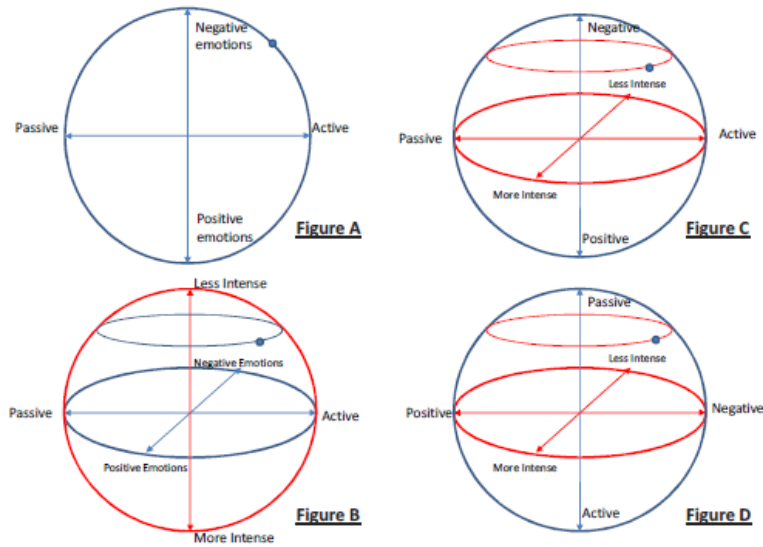 Negative
emotions
Passive
Active
Positive
emotions
Figure A
Negative
Less Intense
Passive
Active
More Intense
Positive
Figure C
Less Intense
Negative Emotions
Passive
Active
Positive Emotions
Figure B
More Intense
Passive
Less Intense
Positive
Negative
More Intense
Active
Figure D